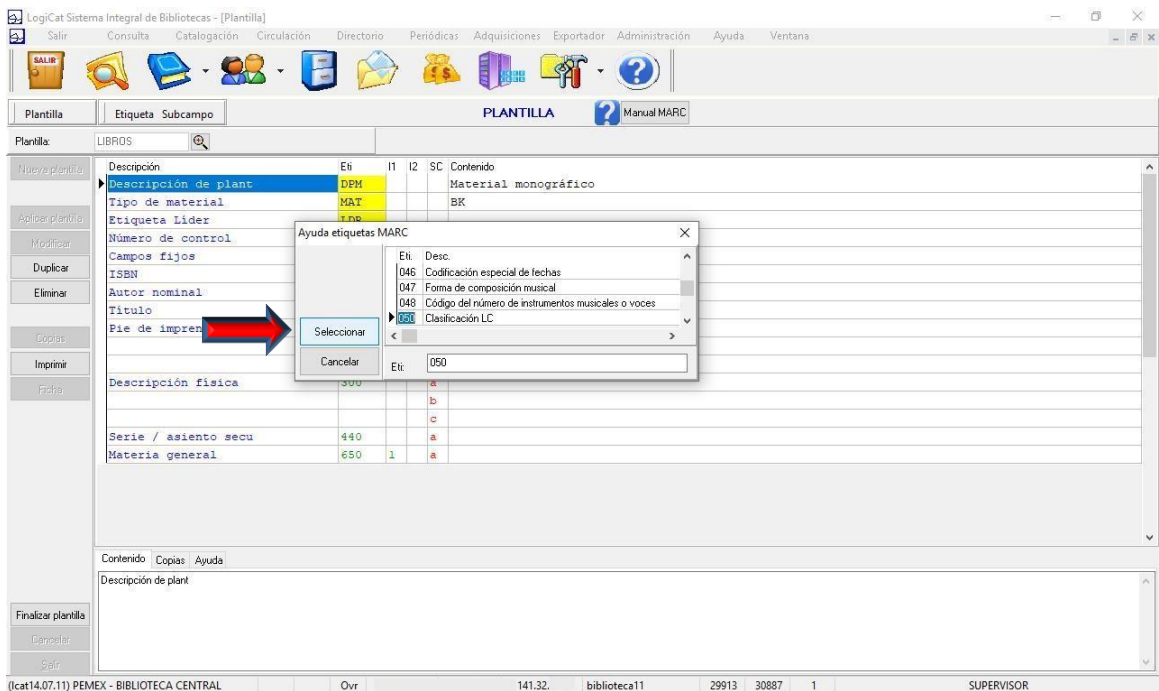 LogiCat Sistema Integral de Bibliotecas - [Plantilla]
Salir Consulta Catalogación Circulación Directorio Periódicas Adquisiciones Exportador Administración Ayuda Ventana
SALIR
Plantilla Etiqueta Subcampo PLANTILLA Manual MARC
Plantilla: LIBROS
Nueva plantilla
Aplicar plantilla
Modificar
Duplicar
Eliminar
Copias
Imprimir
Ficha
Descripción Eti I1 I2 SC Contenido
Descripción de plant DPM Material monográfico
Tipo de material MAT BK
Etiqueta Líder LDR
Número de control
Campos fijos
ISBN
Autor nominal
Título
Pie de impren
Descripción física 300 a
b
c
Serie / asiento secu 440 a
Materia general 650 1 a
Ayuda etiquetas MARC
Eti. Desc.
046 Codificación especial de fechas
047 Forma de composición musical
048 Código del número de instrumentos musicales o voces
050 Clasificación LC
Seleccionar
Cancelar
Eti: 050
Contenido Copias Ayuda
Descripción de plant
Finalizar plantilla
Cancelar
Salir
(lcat14.07.11) PEMEX - BIBLIOTECA CENTRAL Ovr 141.32. biblioteca11 29913 30887 1 SUPERVISOR